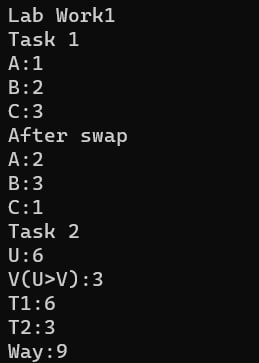 Lab Work1
Task 1
A:1
B:2
C:3
After swap
A:2
B:3
C:1
Task 2
U:6
V(U>V):3
T1:6
T2:3
Way:9